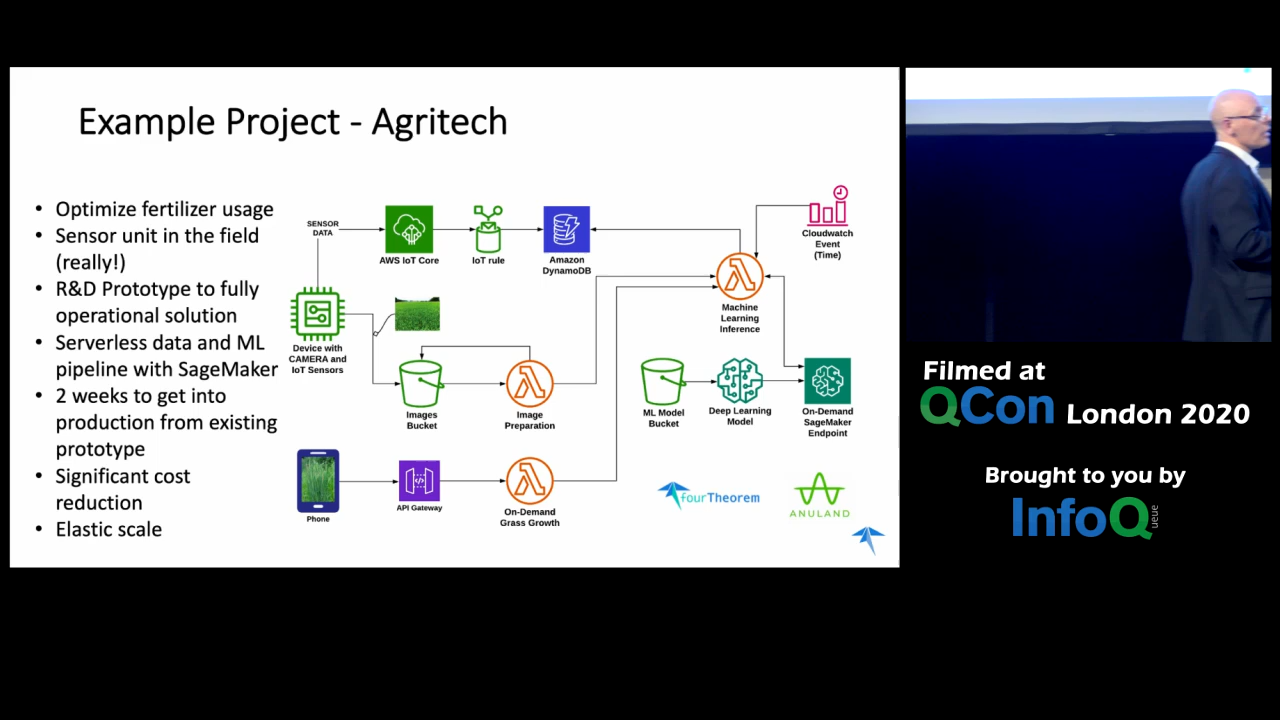 Example Project - Agritech
• Optimize fertilizer usage
• Sensor unit in the field
(really!)
• R&D Prototype to fully
operational solution
• Serverless data and ML
pipeline with SageMaker
• 2 weeks to get into
production from existing
prototype
• Significant cost
reduction
• Elastic scale
SENSOR
DATA
AWS IoT Core
IoT rule
Amazon
DynamoDB
Cloudwatch
Event
(Time)
Machine
Learning
Inference
Device with
CAMERA and
IoT Sensors
Images
Bucket
Image
Preparation
ML Model
Bucket
Deep Learning
Model
On-Demand
SageMaker
Endpoint
Phone
API Gateway
On-Demand
Grass Growth
fourTheorem
ANULAND
Filmed at
QCon London 2020
Brought to you by
InfoQ
ueue